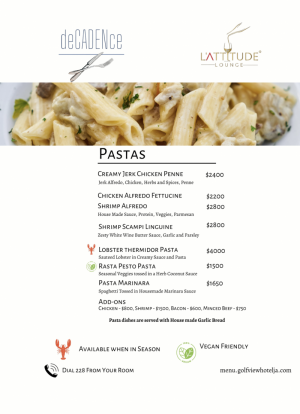 deCADENce
L'ATTITUDE
LOUNGE
Pastas
Creamy Jerk Chicken Penne $2400
Jerk Alfredo, Chicken, Herbs and Spices, Penne
Chicken Alfredo Fettucine $2200
Shrimp Alfredo $2800
House Made Sauce, Protein, Veggies, Parmesan
Shrimp Scampi Linguine $2800
Zesty White Wine Butter Sauce, Garlic and Parsley
Lobster thermidor Pasta $4000
Sauteed Lobster in Creamy Sauce and Pasta
Rasta Pesto Pasta $1500
Seasonal Veggies tossed in a Herb Coconut Sauce
Pasta Marinara $1650
Spaghetti Tossed in Housemade Marinara Sauce
Add-ons
Chicken - $800, Shrimp - $1500, Bacon - $600, Minced Beef - $750
Pasta dishes are served with House made Garlic Bread
Available when in Season
Vegan Friendly
Dial 228 From Your Room
menu.golfviewhotelja.com